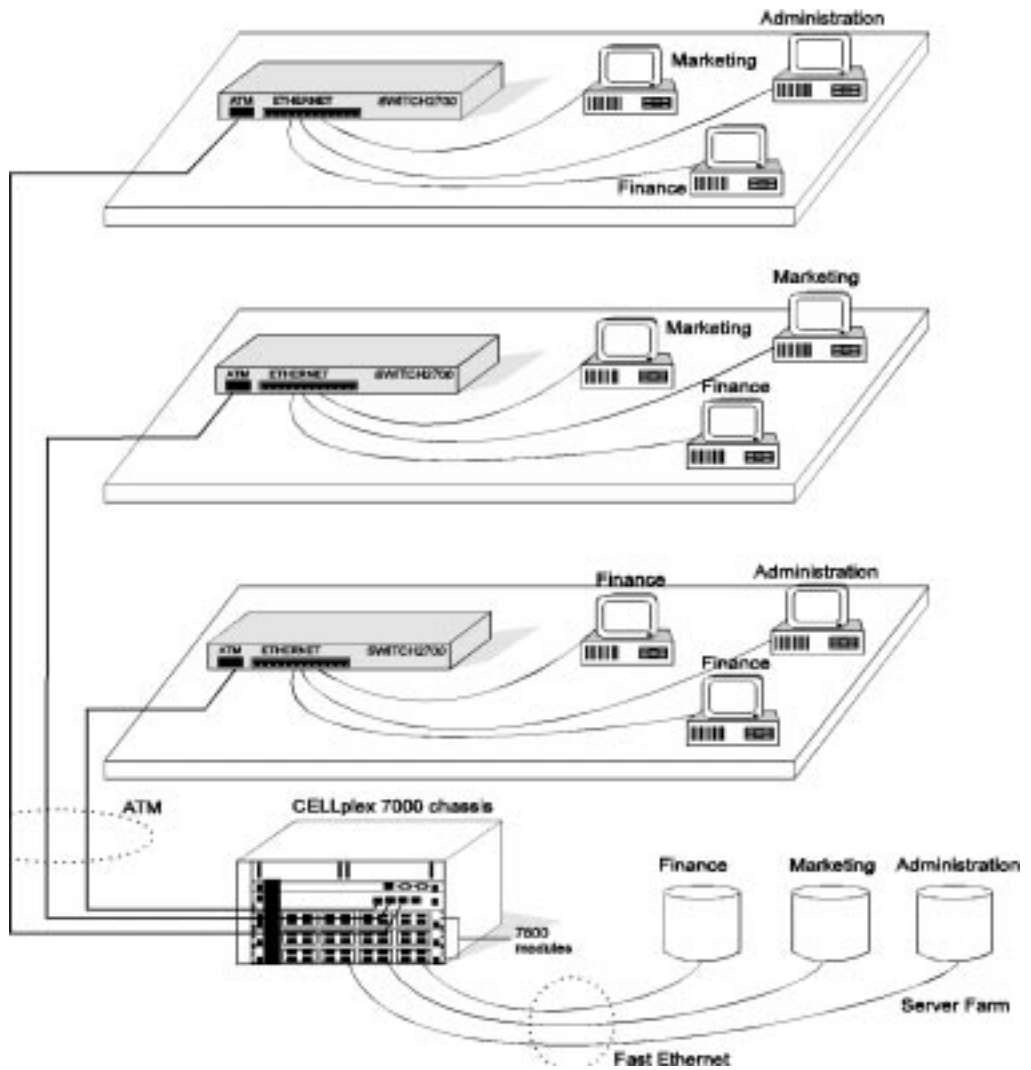 Administration
Marketing
ATM ETHERNET SWITCH2700
Finance
Marketing
Marketing
ATM ETHERNET SWITCH2700
Finance
Finance
Administration
ATM ETHERNET SWITCH2700
Finance
ATM
CELLplex 7000 chassis
Finance Marketing Administration
modules
Server Farm
Fast Ethernet